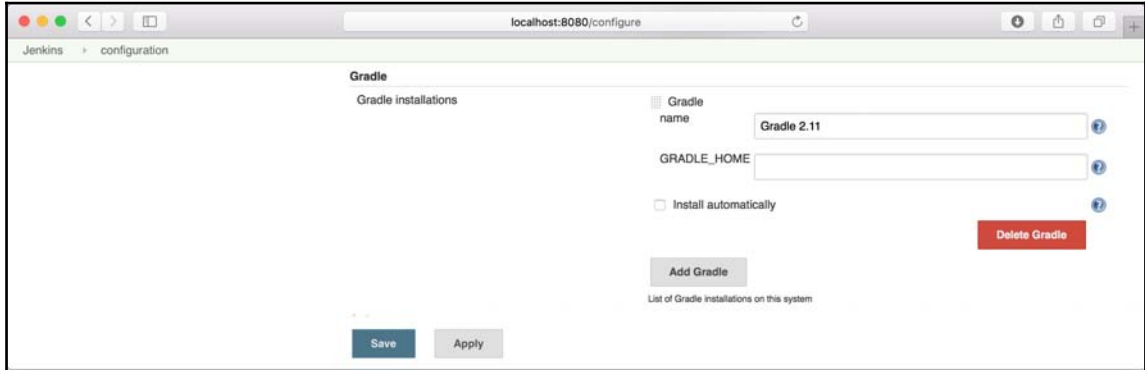 localhost:8080/configure
Jenkins configuration
Gradle
Gradle installations
Gradle
name
Gradle 2.11
GRADLE_HOME
Install automatically
Delete Gradle
Add Gradle
List of Gradle installations on this system
Save Apply